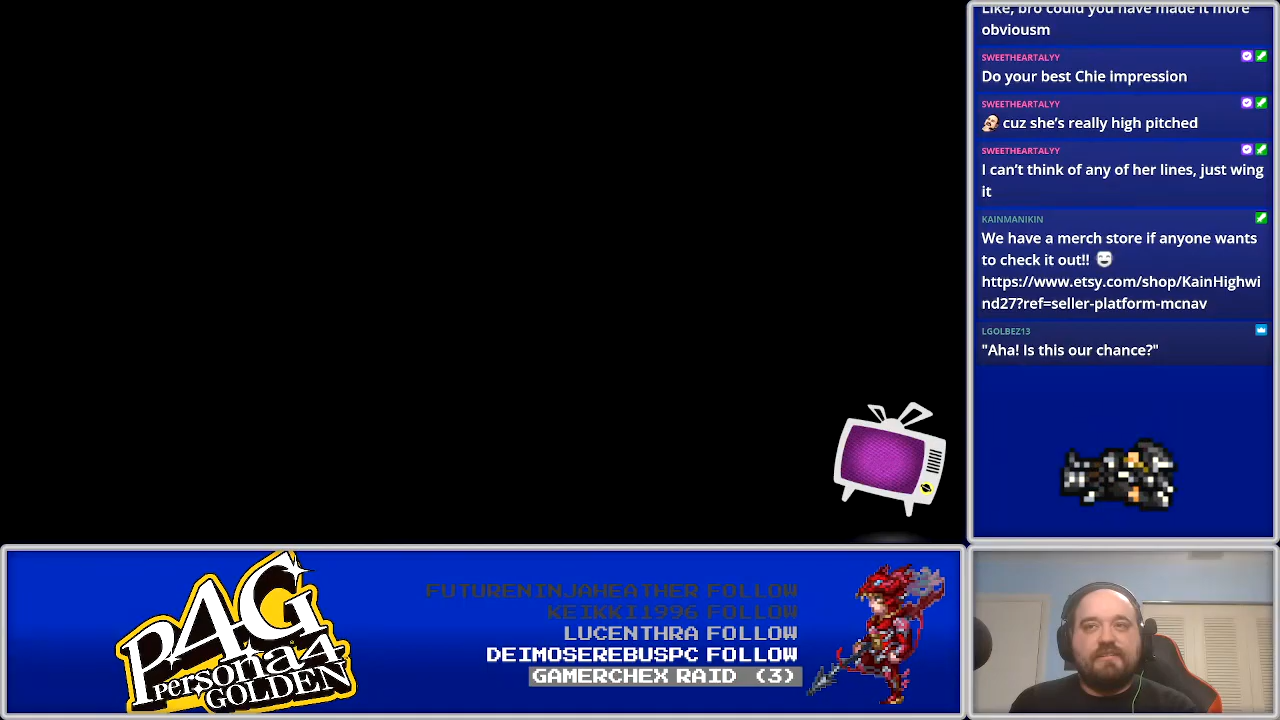 Like, bro could you have made it more
obviousm
SWEETHEARTALYY
Do your best Chie impression
SWEETHEARTALYY
cuz she's really high pitched
SWEETHEARTALYY
I can't think of any of her lines, just wing
it
KAINMANIKIN
We have a merch store if anyone wants
to check it out!!
https://www.etsy.com/shop/KainHighwi
nd27?ref=seller-platform-mcnav
LGOLBEZ13
"Aha! Is this our chance?"
P4G
Persona4
GOLDEN
FUTURENINJAHEATHER FOLLOW
KEIKKI1996 FOLLOW
LUCENTHRA FOLLOW
DEIMOSEREBUSPC FOLLOW
GAMERCHEX RAID (3)